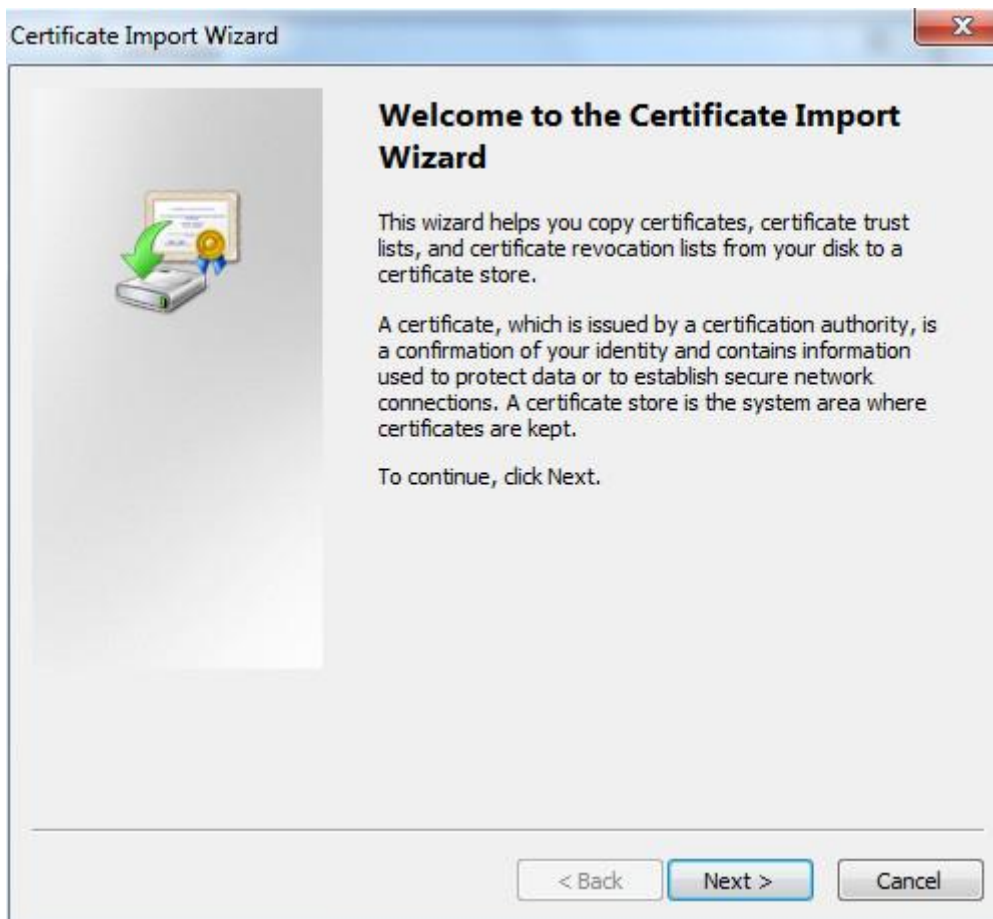 Certificate Import Wizard
Welcome to the Certificate Import
Wizard
This wizard helps you copy certificates, certificate trust
lists, and certificate revocation lists from your disk to a
certificate store.
A certificate, which is issued by a certification authority, is
a confirmation of your identity and contains information
used to protect data or to establish secure network
connections. A certificate store is the system area where
certificates are kept.
To continue, click Next.
< Back Next > Cancel